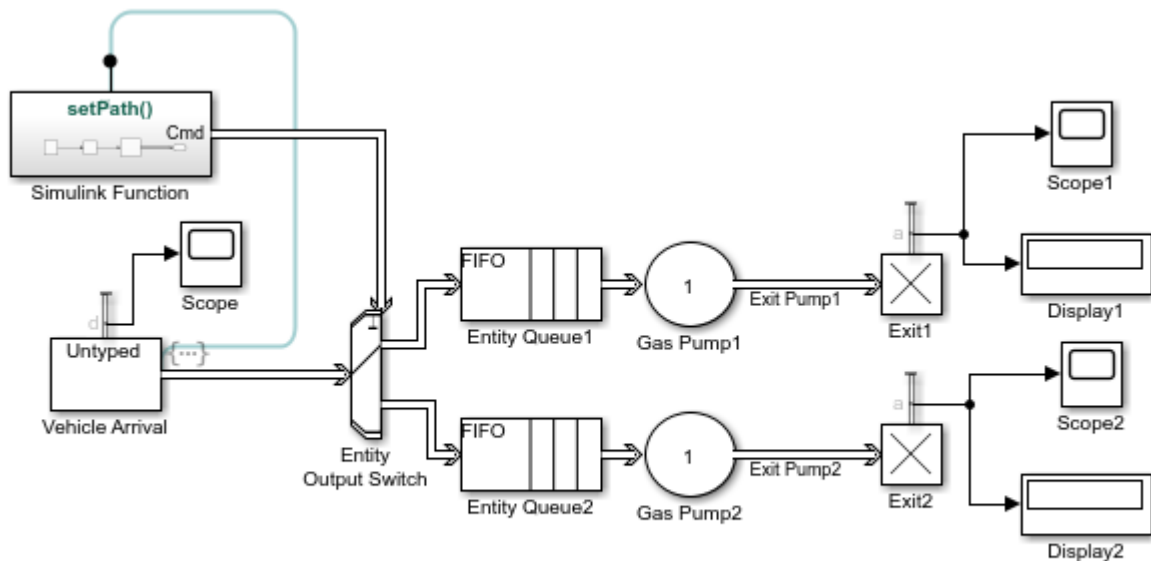 setPath()
Cmd
Simulink Function
Scope
d
Untyped
{...}
Vehicle Arrival
1
Entity
Output Switch
FIFO
Entity Queue1
1
Gas Pump1
Exit Pump1
a
Exit1
Scope1
Display1
FIFO
Entity Queue2
1
Gas Pump2
Exit Pump2
a
Exit2
Scope2
Display2